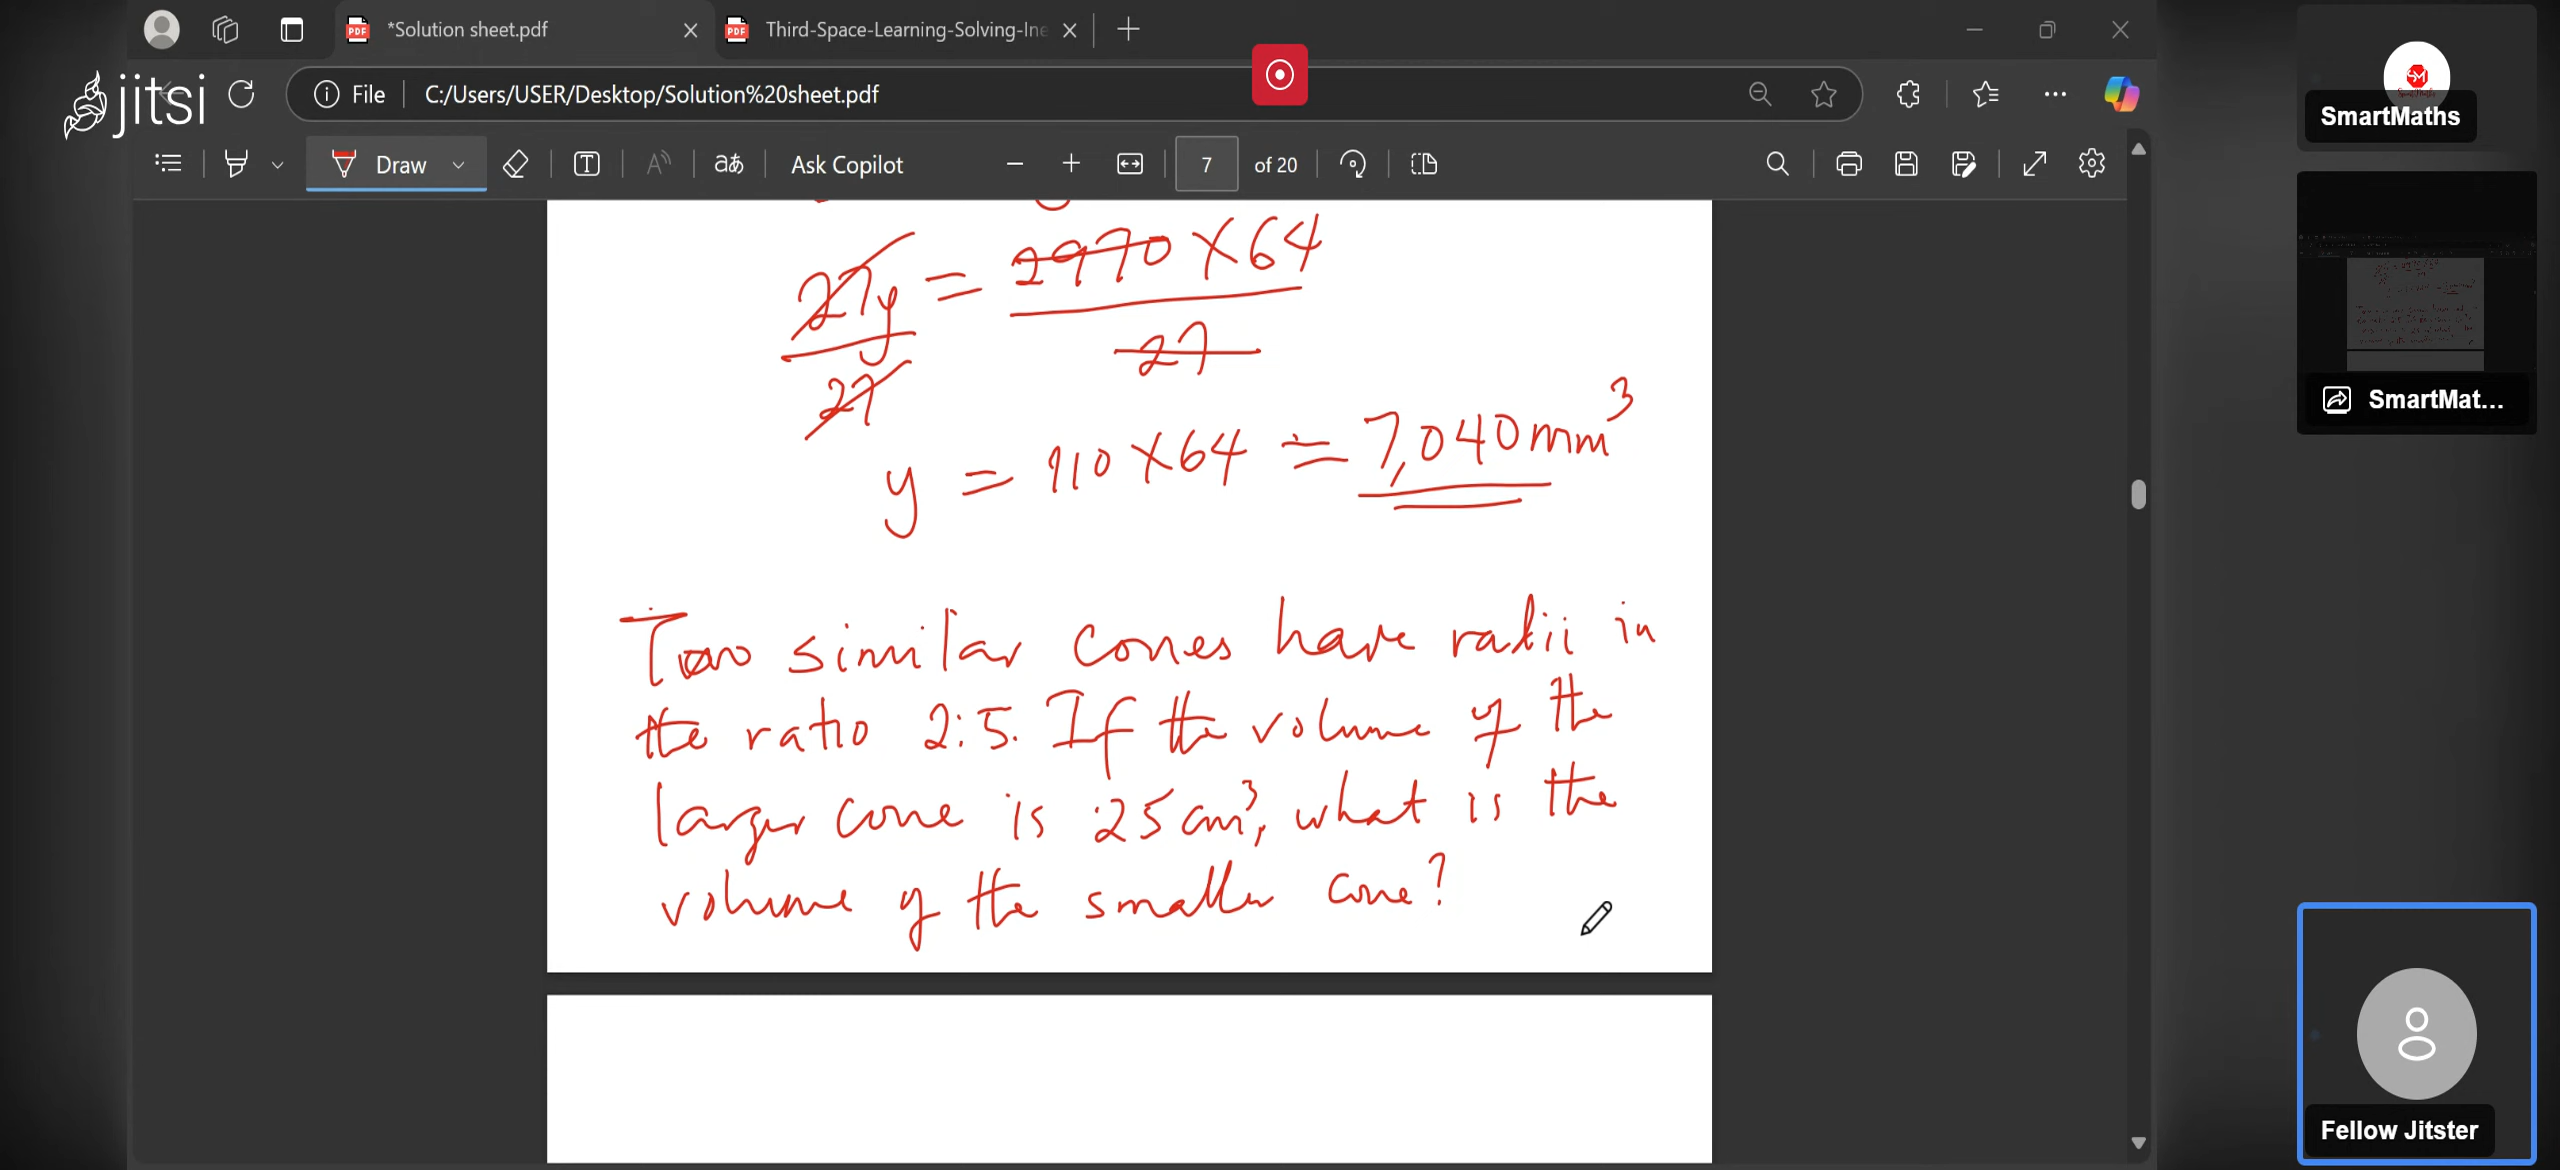 *Solution sheet.pdf
Third-Space-Learning-Solving-Ine
jitsi
File
C:/Users/USER/Desktop/Solution%20sheet.pdf
Draw
Ask Copilot
7 of 20
27y = 2970 X 64
27 27
y = 110 X 64 = 7,040mm³
Two similar cones have radii in
the ratio 2:5. If the volume of the
larger cone is 25cm³, what is the
volume of the smaller cone?
SmartMaths
SmartMat...
Fellow Jitster